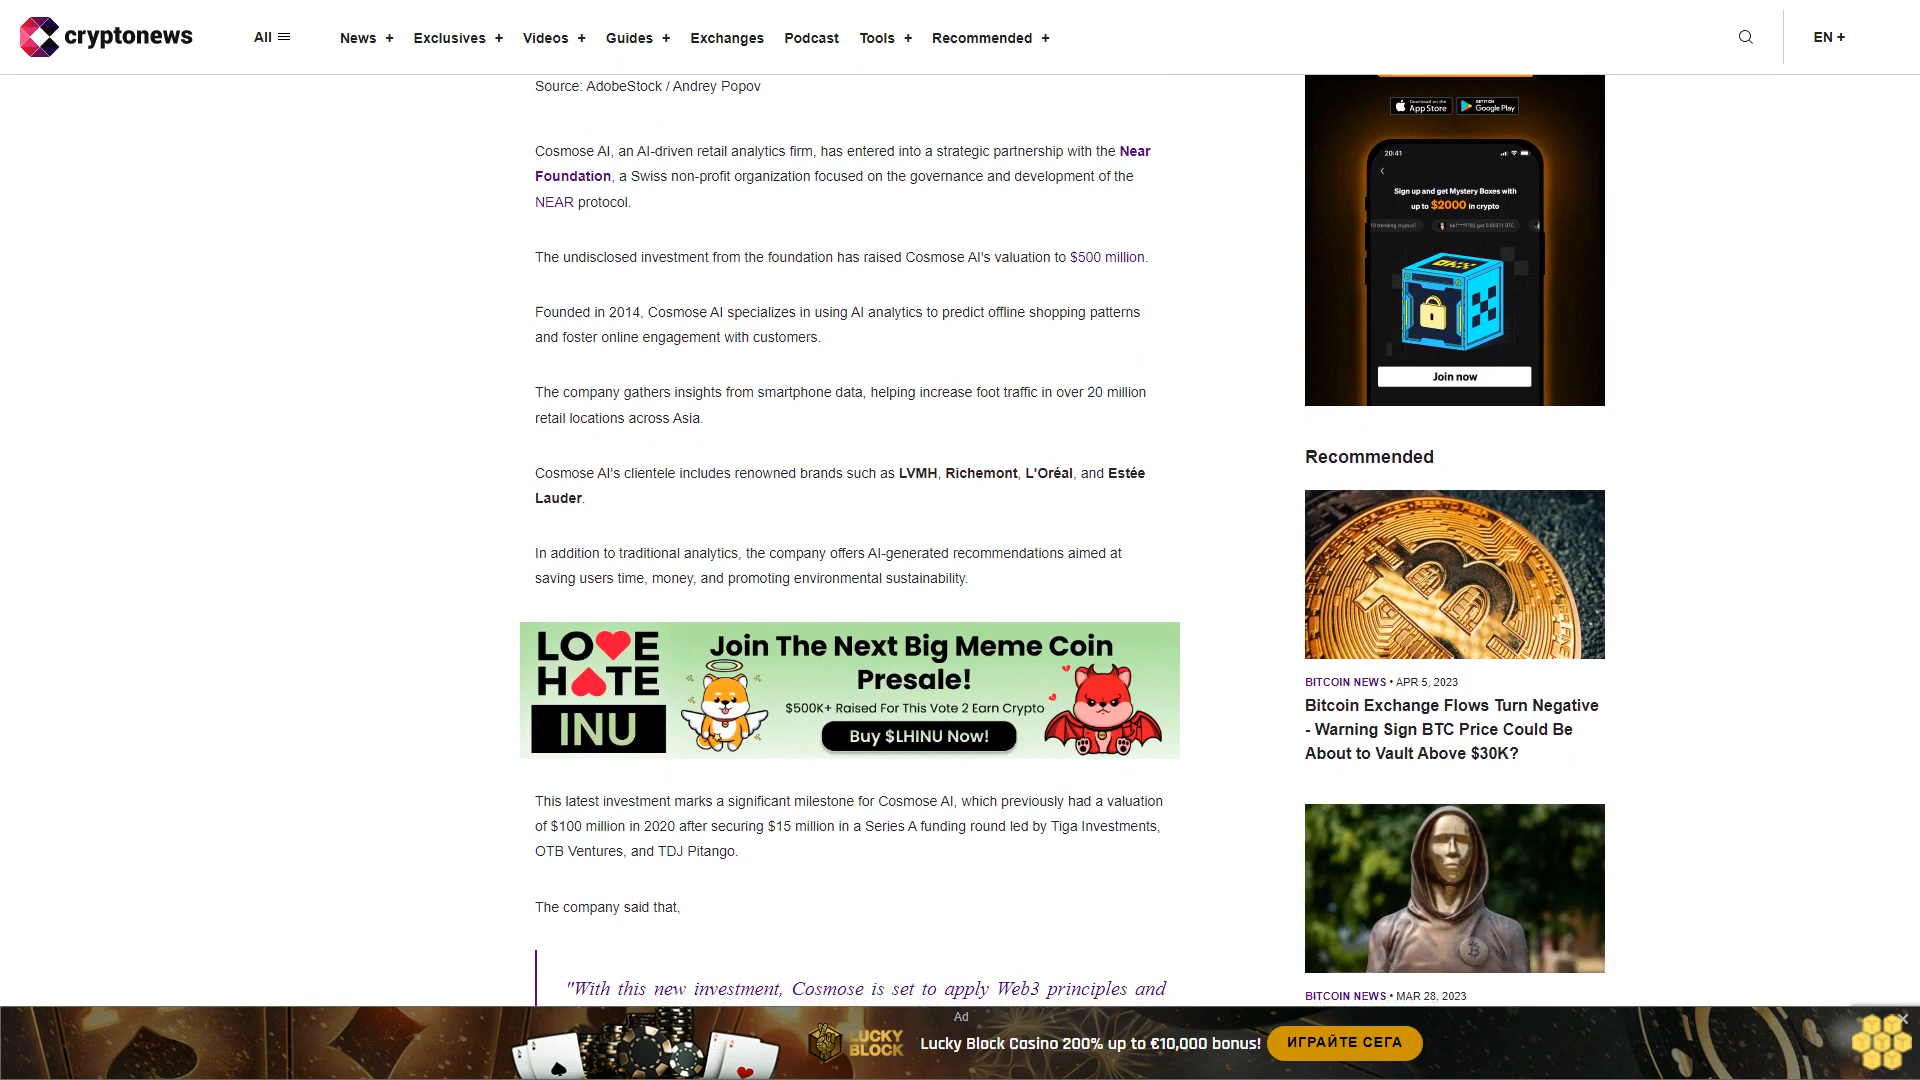 cryptonews
All
News +
Exclusives +
Videos +
Guides +
Exchanges
Podcast
Tools +
Recommended +
EN +
Source: AdobeStock / Andrey Popov
Cosmose AI, an AI-driven retail analytics firm, has entered into a strategic partnership with the Near
Foundation, a Swiss non-profit organization focused on the governance and development of the
NEAR protocol.
The undisclosed investment from the foundation has raised Cosmose AI's valuation to $500 million.
Founded in 2014, Cosmose AI specializes in using AI analytics to predict offline shopping patterns
and foster online engagement with customers.
The company gathers insights from smartphone data, helping increase foot traffic in over 20 million
retail locations across Asia.
Cosmose AI's clientele includes renowned brands such as LVMH, Richemont, L'Oréal, and Estée
Lauder.
In addition to traditional analytics, the company offers AI-generated recommendations aimed at
saving users time, money, and promoting environmental sustainability.
LOVE
HATE
INU
Join The Next Big Meme Coin
Presale!
$500K+ Raised For This Vote 2 Earn Crypto
Buy $LHINU Now!
This latest investment marks a significant milestone for Cosmose AI, which previously had a valuation
of $100 million in 2020 after securing $15 million in a Series A funding round led by Tiga Investments,
OTB Ventures, and TDJ Pitango.
The company said that,
"With this new investment, Cosmose is set to apply Web3 principles and
Download on the
App Store
GET IT ON
Google Play
20:41
Sign up and get Mystery Boxes with
up to $2000 in crypto
Join now
Recommended
BITCOIN NEWS • APR 5, 2023
Bitcoin Exchange Flows Turn Negative
- Warning Sign BTC Price Could Be
About to Vault Above $30K?
BITCOIN NEWS • MAR 28, 2023
Ad
LUCKY
BLOCK
Lucky Block Casino 200% up to €10,000 bonus!
ИГРАЙТЕ СЕГА